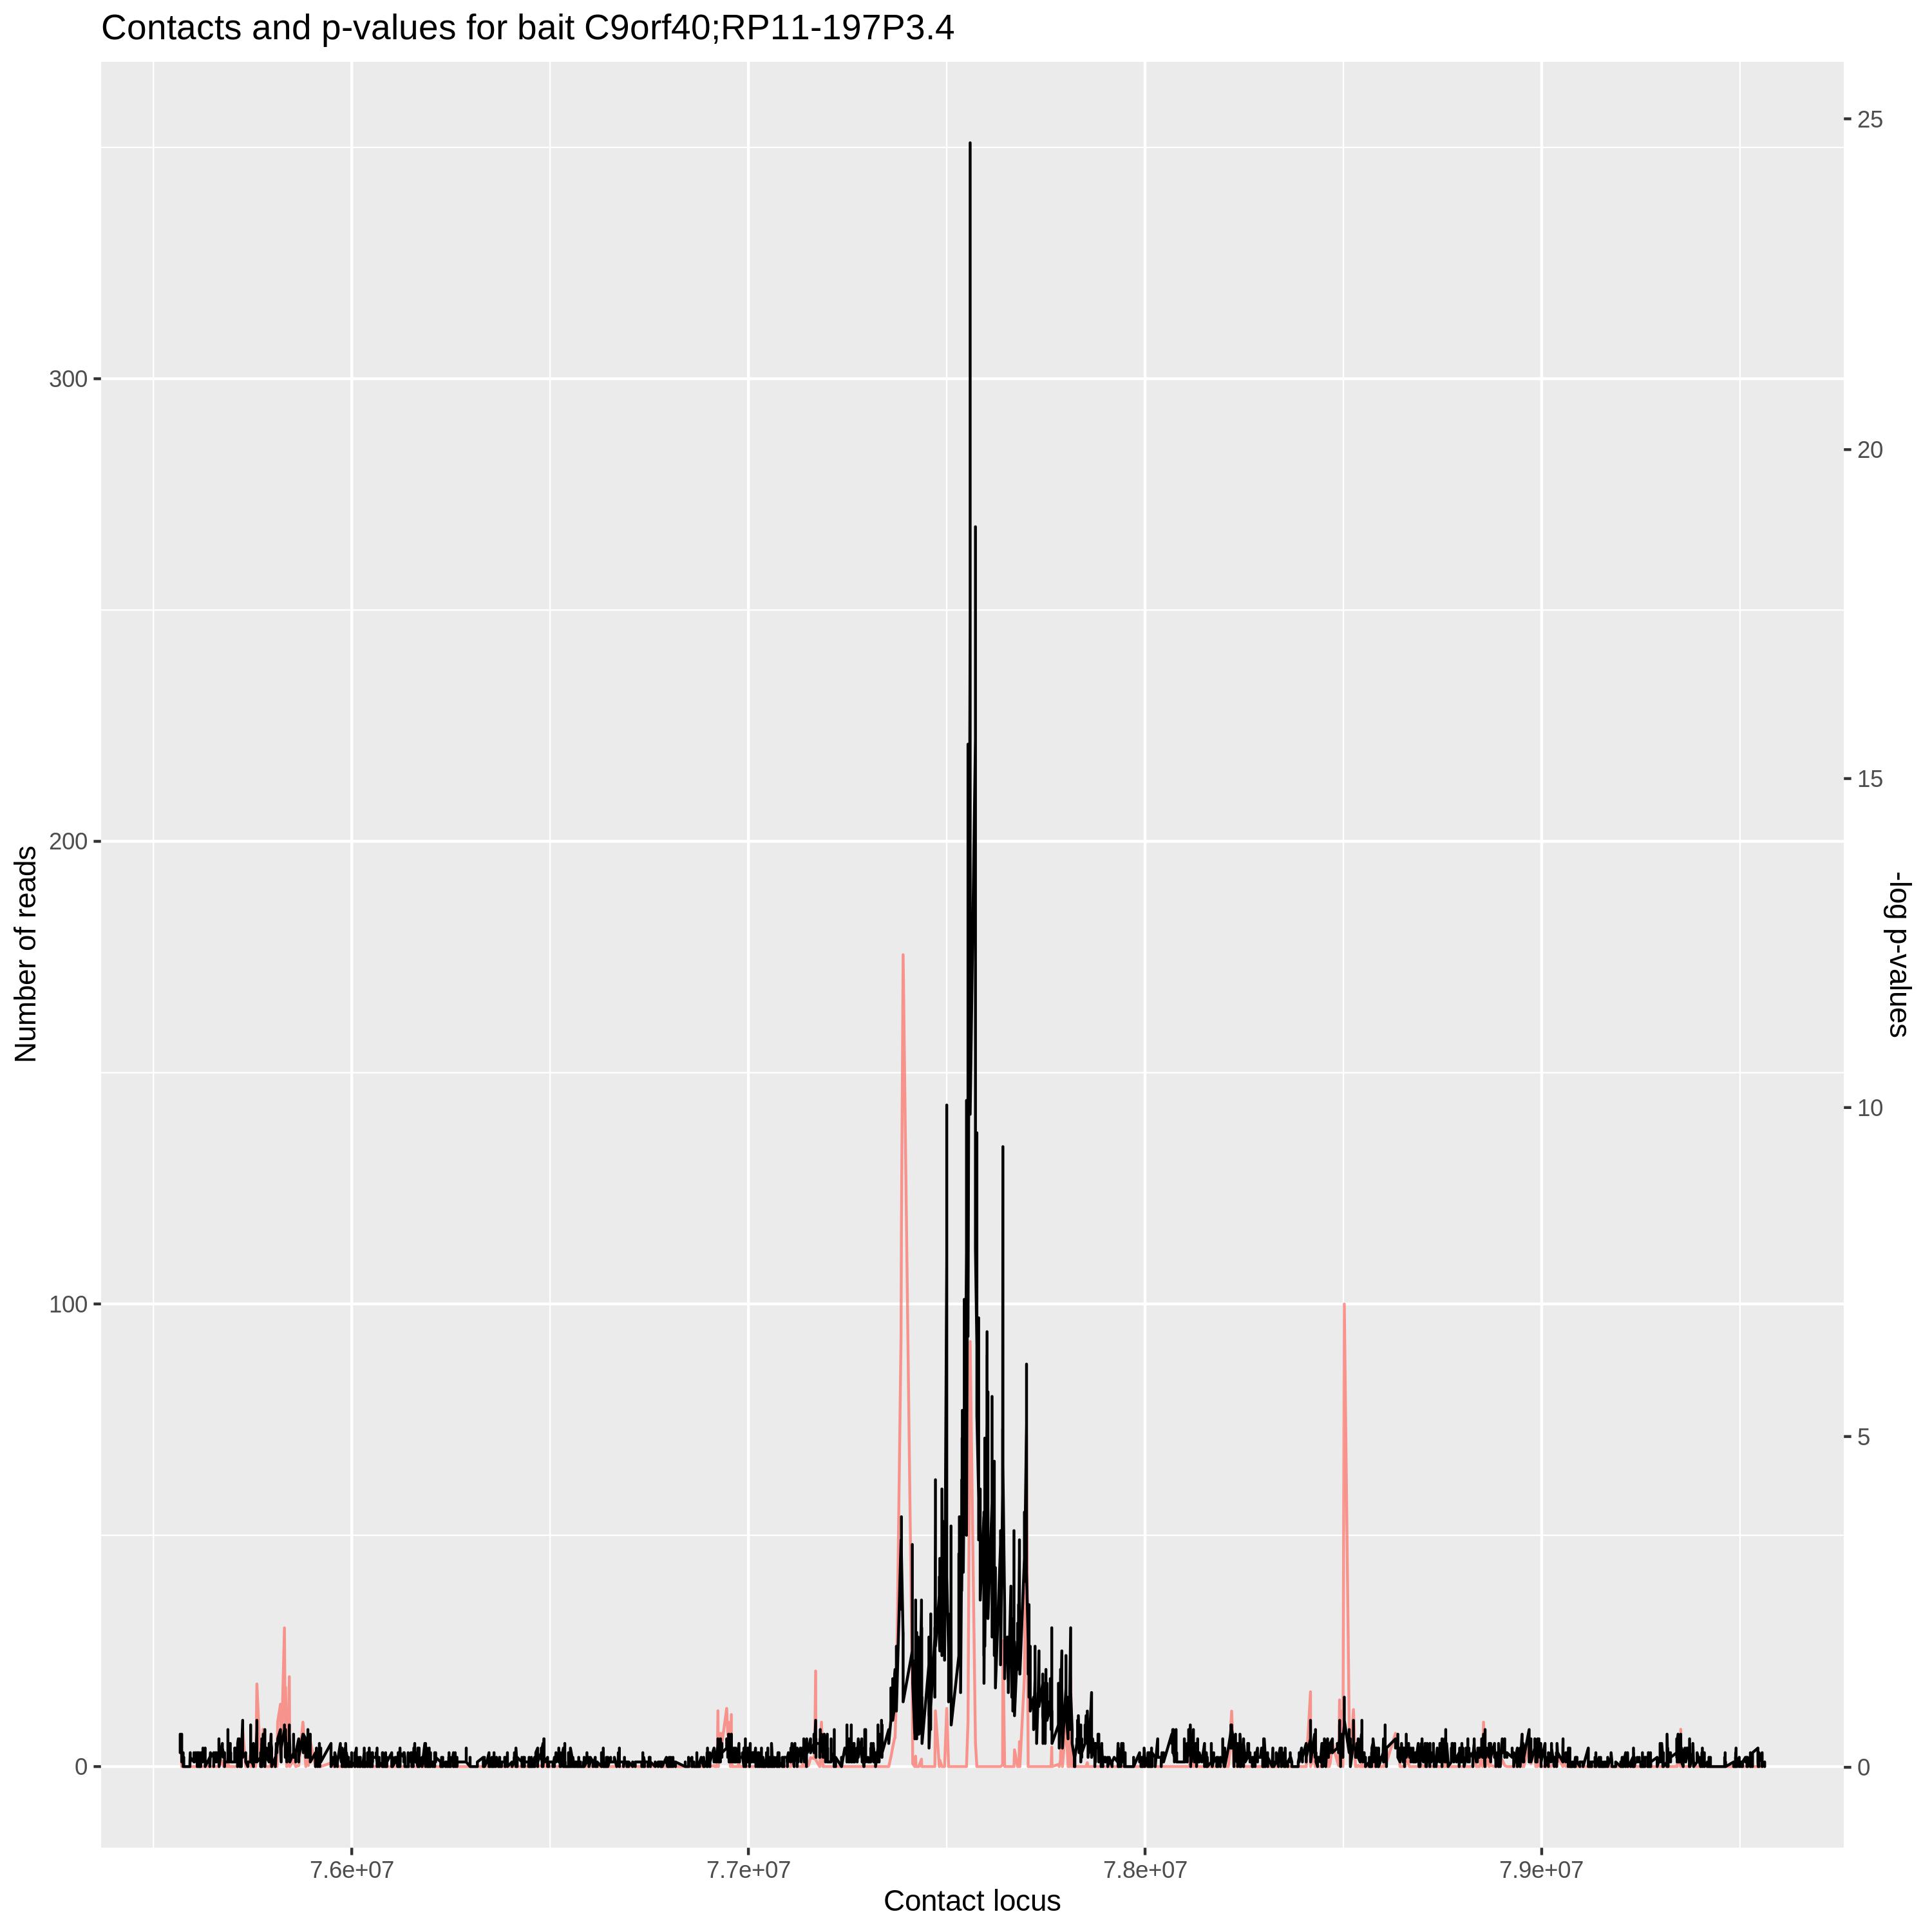 Contacts and p-values for bait C9orf40;RP11-197P3.4
Number of reads
300
200
100
0
25
20
15
10
5
0
-log p-values
7.6e+07
7.7e+07
7.8e+07
7.9e+07
Contact locus